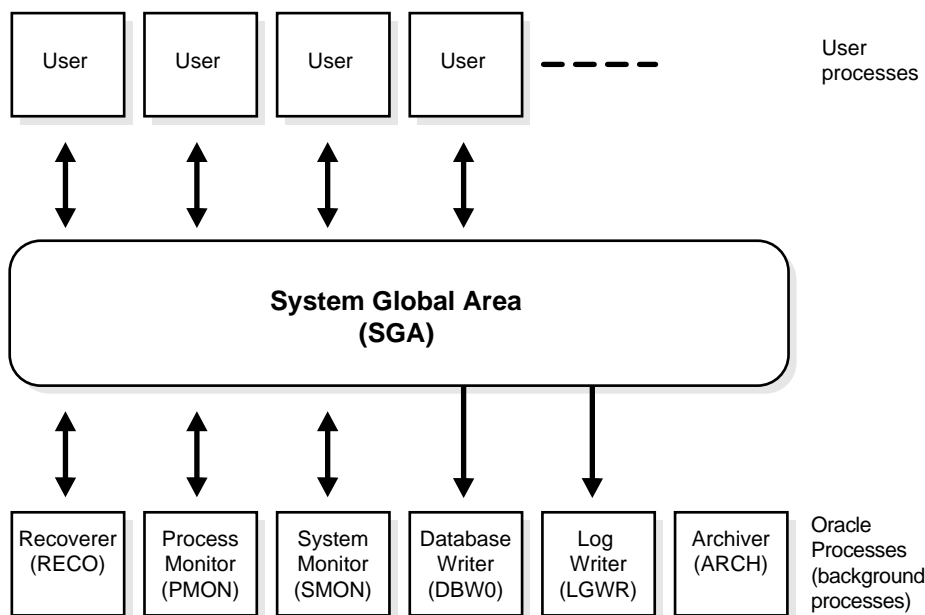 User
User
User
User
User
processes
System Global Area
(SGA)
Recoverer
(RECO)
Process
Monitor
(PMON)
System
Monitor
(SMON)
Database
Writer
(DBW0)
Log
Writer
(LGWR)
Archiver
(ARCH)
Oracle
Processes
(background
processes)